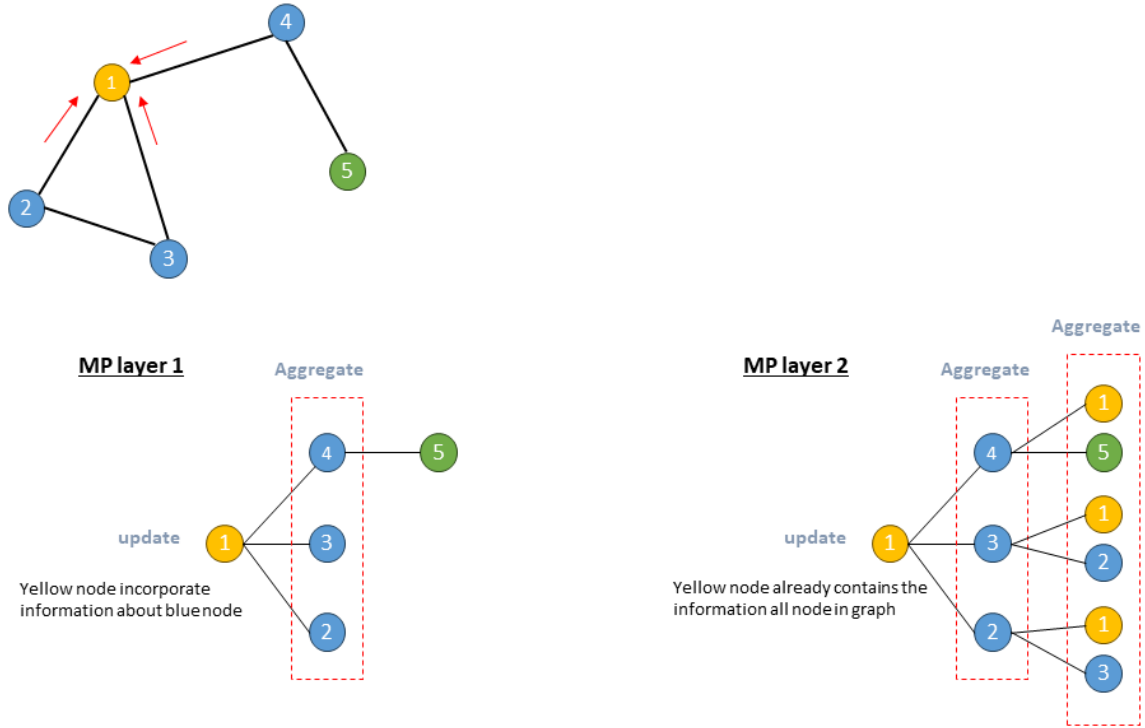 4
1
5
2
3
MP layer 1
Aggregate
4
5
update
1
3
Yellow node incorporate
information about blue node
2
Aggregate
MP layer 2
Aggregate
1
4
5
1
update
1
3
2
Yellow node already contains the
information all node in graph
1
2
3